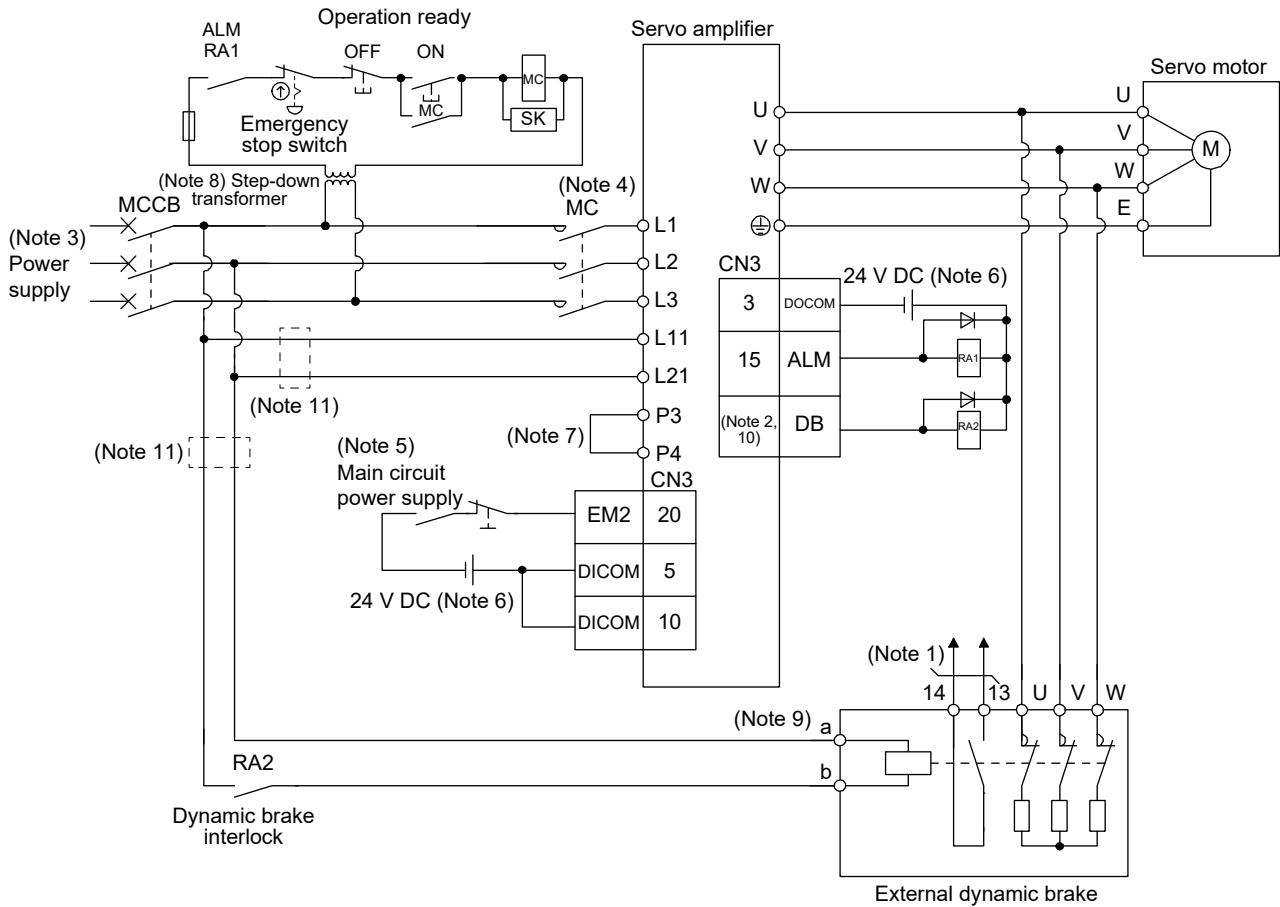 Operation ready
ALM
RA1
OFF
ON
MC
MC
SK
Emergency
stop switch
Servo amplifier
Servo motor
U
V
W
U
V
W
E
M
(Note 8) Step-down
transformer
(Note 4)
MC
MCCB
(Note 3)
Power
supply
L1
L2
L3
L11
L21
P3
P4
(Note 11)
(Note 11)
(Note 7)
CN3
24 V DC (Note 6)
3
DOCOM
15
ALM
(Note 2,
10)
DB
RA1
RA2
(Note 5)
Main circuit
power supply
CN3
EM2
20
DICOM
5
DICOM
10
24 V DC (Note 6)
(Note 1)
14
13
U
V
W
(Note 9)
a
b
RA2
Dynamic brake
interlock
External dynamic brake